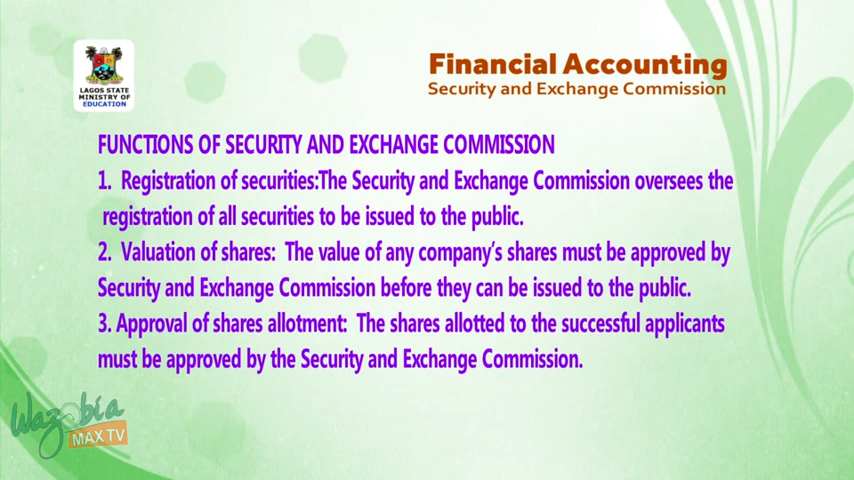 LAGOS STATE
MINISTRY OF
EDUCATION
Financial Accounting
Security and Exchange Commission
FUNCTIONS OF SECURITY AND EXCHANGE COMMISSION
1. Registration of securities:The Security and Exchange Commission oversees the
registration of all securities to be issued to the public.
2. Valuation of shares: The value of any company's shares must be approved by
Security and Exchange Commission before they can be issued to the public.
3. Approval of shares allotment: The shares allotted to the successful applicants
must be approved by the Security and Exchange Commission.
Wazobia
MAX TV